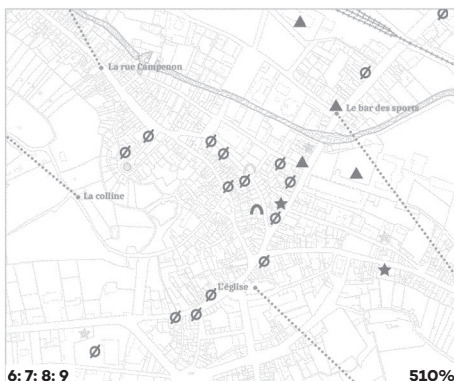 La rue Campenon
Le bar des sports
La colline
L'église
6: 7: 8: 9
510%